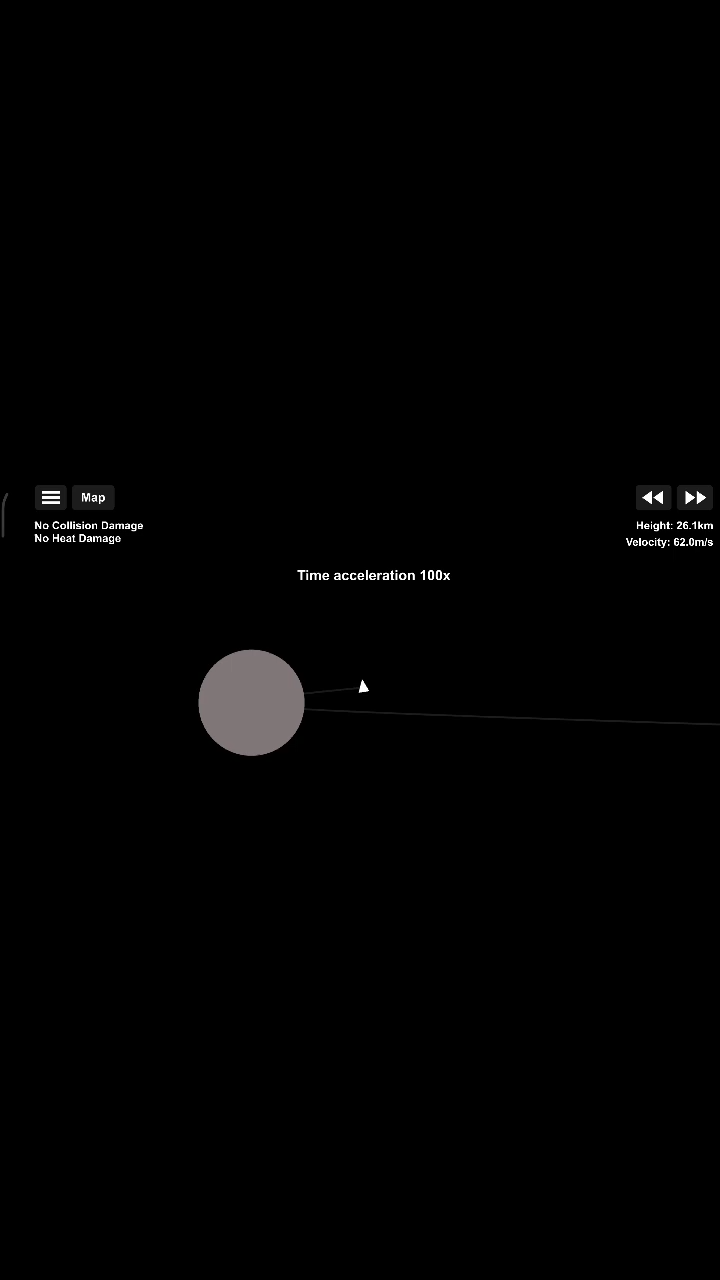 Map
No Collision Damage
No Heat Damage
Height: 26.1km
Velocity: 62.0m/s
Time acceleration 100x